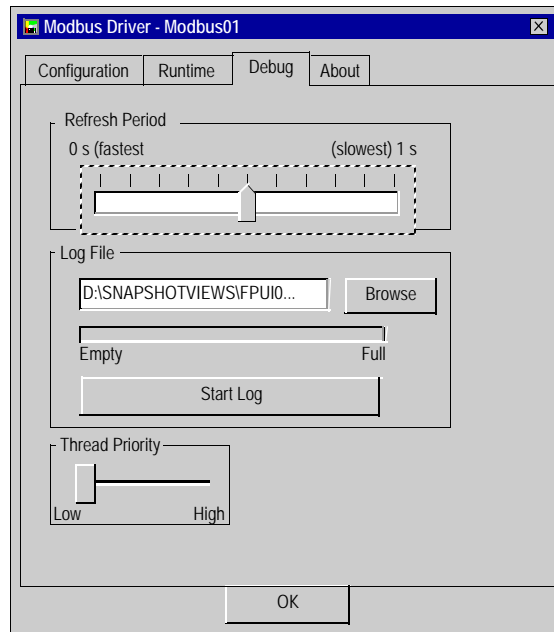 Modbus Driver - Modbus01
Configuration Runtime Debug About
Refresh Period
0 s (fastest (slowest) 1 s
Log File
D:\SNAPSHOTVIEWS\FPUI0... Browse
Empty Full
Start Log
Thread Priority
Low High
OK